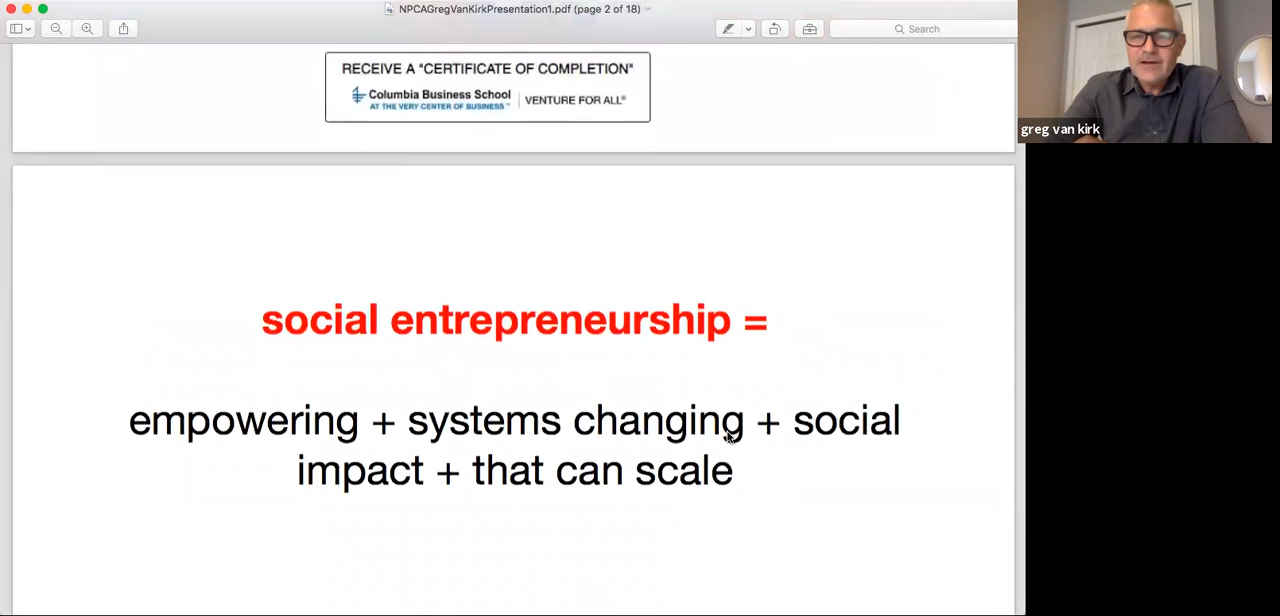 NPCAGregVanKirkPresentation1.pdf (page 2 of 18)
Search
RECEIVE A "CERTIFICATE OF COMPLETION"
Columbia Business School
AT THE VERY CENTER OF BUSINESS™
VENTURE FOR ALL®
greg van kirk
social entrepreneurship =
empowering + systems changing + social
impact + that can scale